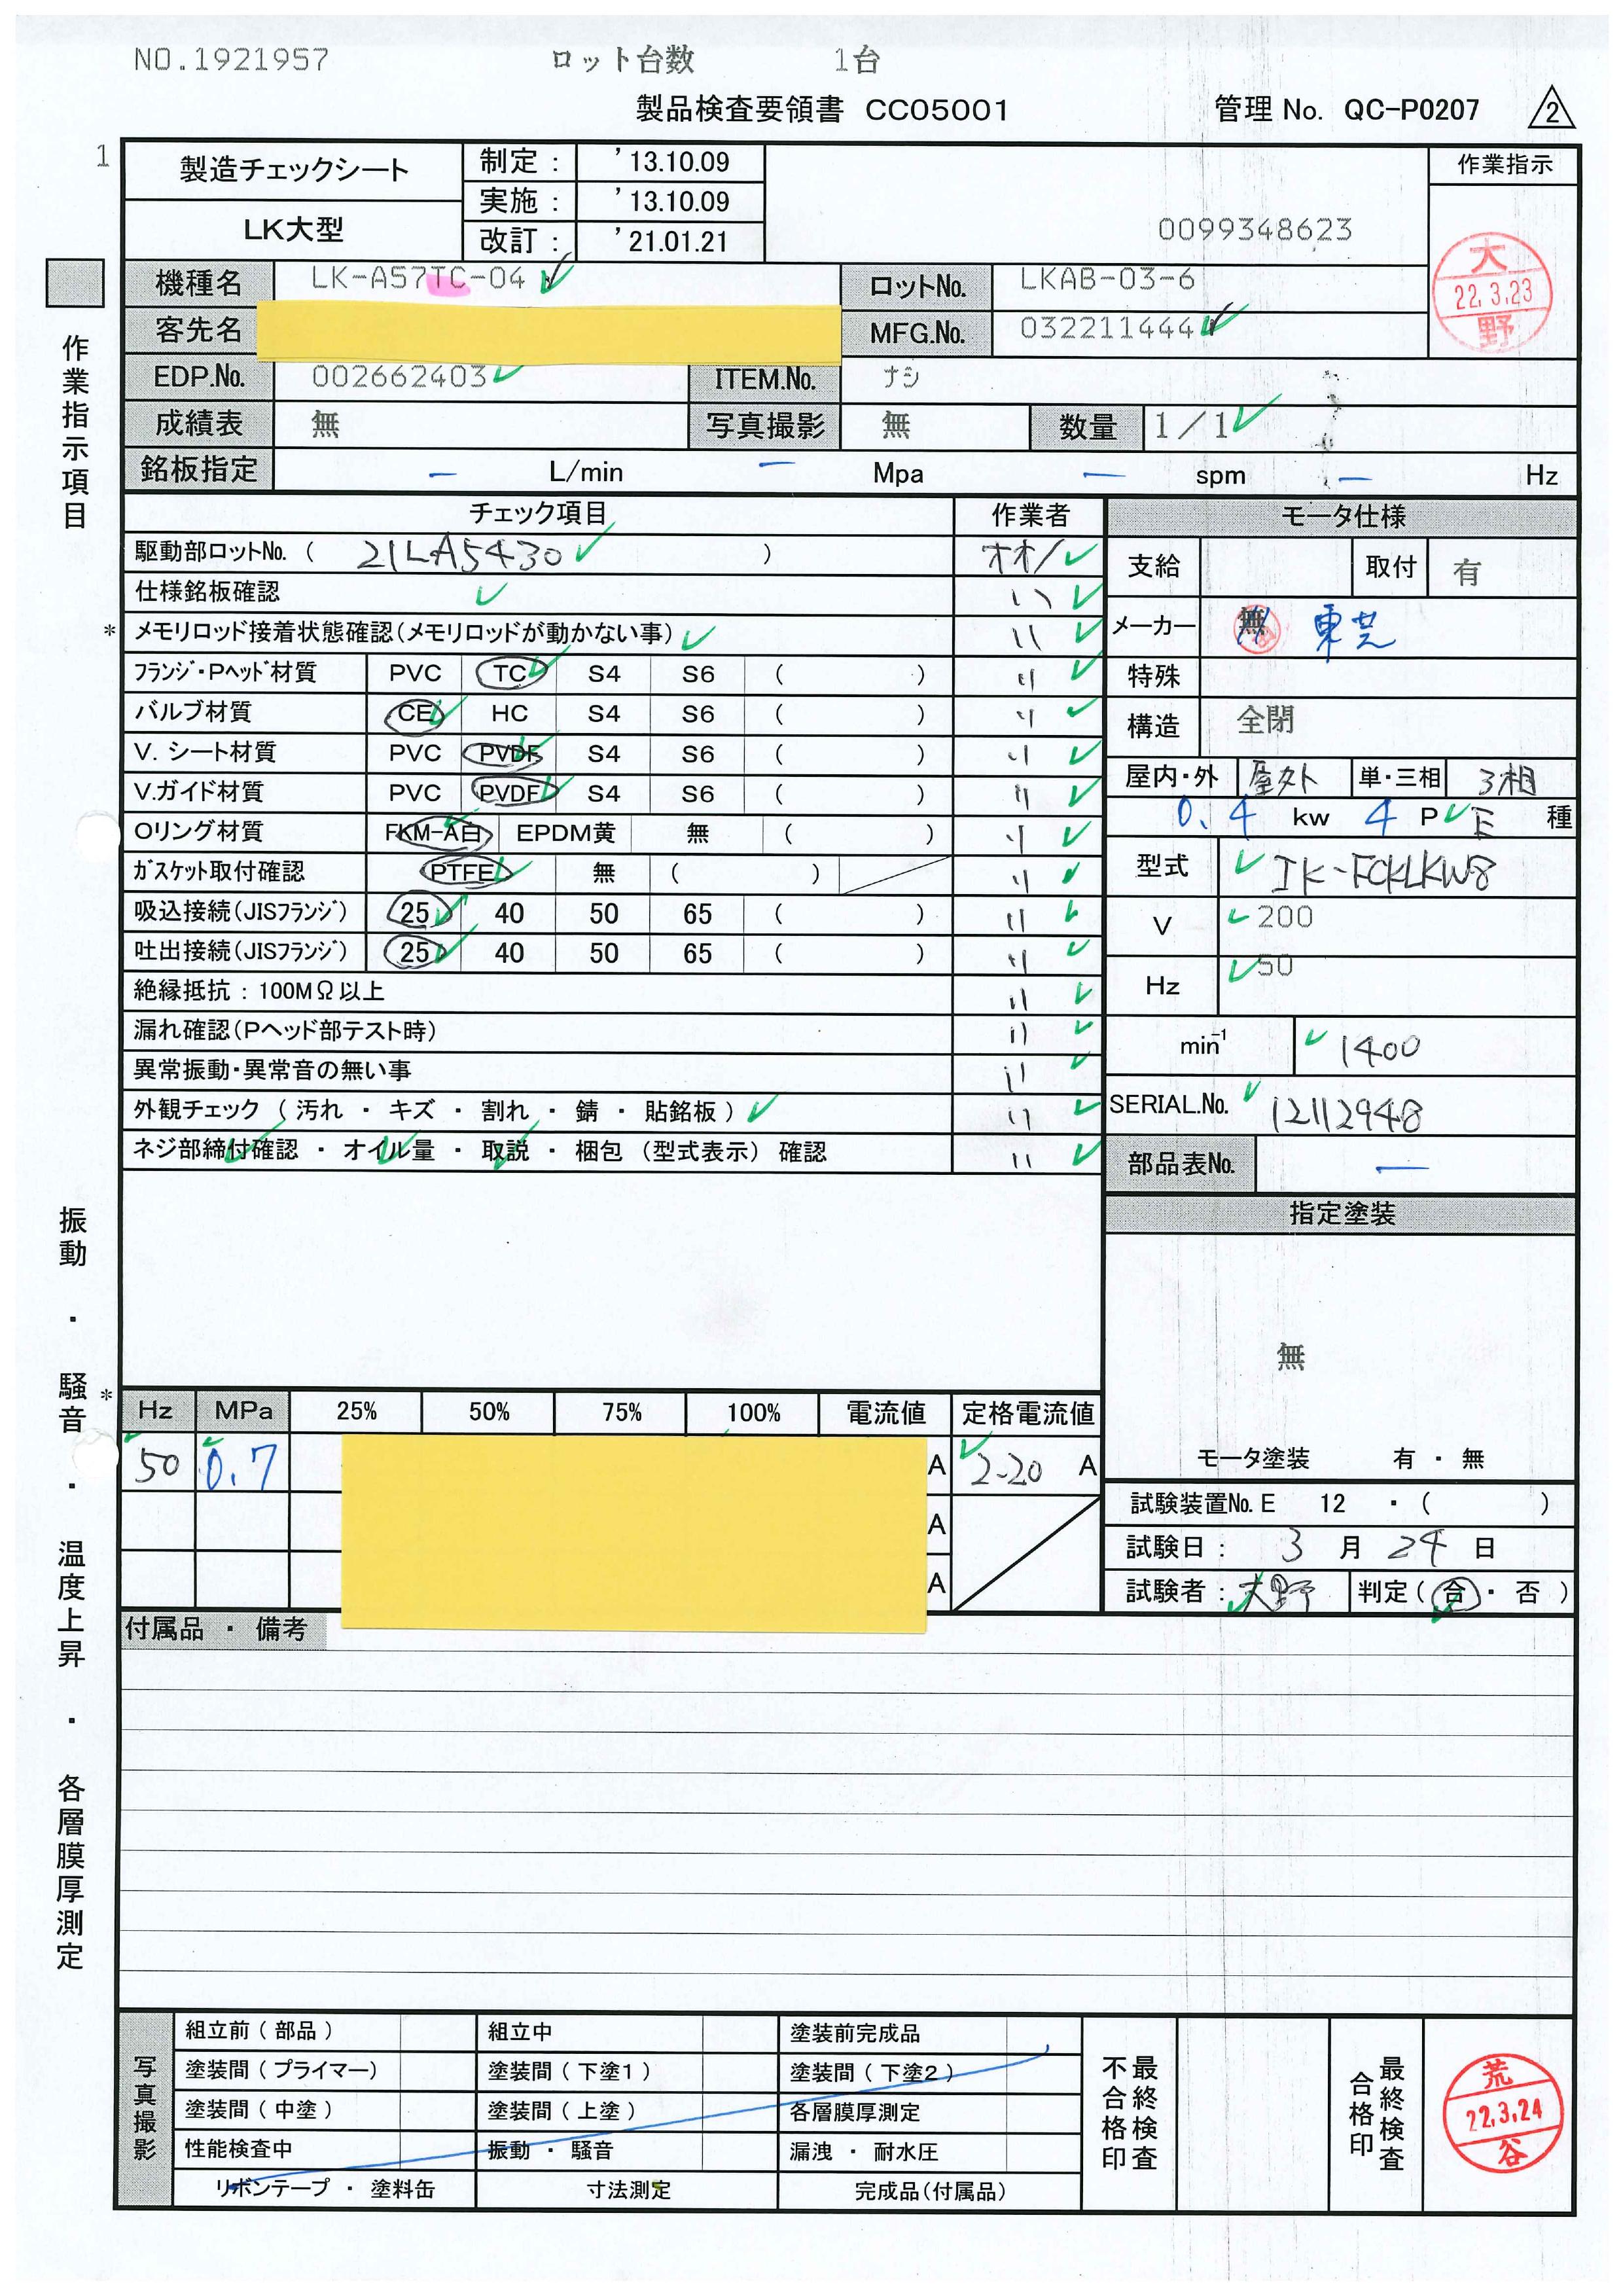 NO.1921957 ロット台数 1台
製品検査要領書 CC05001 管理 No. QC-P0207 2
1
製造チェックシート 制定： ’13.10.09 作業指示
実施： ’13.10.09
LK大型 改訂： ’21.01.21 0099348623
大 22.3.23 野
機種名 LK-A57TC-04 ロットNo. LKAB-03-6
客先名 MFG.No. 032211444
EDP.No. 002662403 ITEM.No. ナシ
成績表 無 写真撮影 無 数量 1／1
銘板指定 － L/min － Mpa － spm － Hz
作業指示項目
チェック項目 作業者 モータ仕様
駆動部ロットNo.（ 21LA5430 ） オオノ
仕様銘板確認 〃
＊ メモリロッド接着状態確認（メモリロッドが動かない事） 〃
フランジ・Pヘッド材質 PVC TC S4 S6 （ ） 〃
バルブ材質 CE HC S4 S6 （ ） 〃
V. シート材質 PVC PVDF S4 S6 （ ） 〃
V.ガイド材質 PVC PVDF S4 S6 （ ） 〃
Oリング材質 FKM-A白 EPDM黄 無 （ ） 〃
ガスケット取付確認 PTFE 無 （ ） 〃
吸込接続（JISフランジ） 25 40 50 65 （ ） 〃
吐出接続（JISフランジ） 25 40 50 65 （ ） 〃
絶縁抵抗：100MΩ以上 〃
漏れ確認（Pヘッド部テスト時） 〃
異常振動・異常音の無い事 〃
外観チェック （ 汚れ ・ キズ ・ 割れ ・ 錆 ・ 貼銘板 ） 〃
ネジ部締付確認 ・ オイル量 ・ 取説 ・ 梱包 （型式表示） 確認 〃
支給 取付 有
メーカー 無 東芝
特殊
構造 全閉
屋内・外 屋外 単・三相 3相
0.4 kw 4 P E 種
型式 IK-FCKLKW8
V 200
Hz 50
min-1 1400
SERIAL.No. 12112948
部品表No. －
指定塗装
無
モータ塗装 有 ・ 無
試験装置No. E 12 ・（ ）
試験日： 3 月 24 日
試験者： 大野 判定（ 合 ・ 否 ）
振動 ・ 騒音 ・ 温度上昇 ・ 各層膜厚測定
＊
Hz MPa 25% 50% 75% 100% 電流値 定格電流値
50 0.7 A 2.20 A
A
A
付属品 ・ 備考
写真撮影
組立前（ 部品 ） 組立中 塗装前完成品
塗装間（ プライマー） 塗装間（ 下塗1 ） 塗装間（ 下塗2 ）
塗装間（ 中塗 ） 塗装間（ 上塗 ） 各層膜厚測定
性能検査中 振動 ・ 騒音 漏洩 ・ 耐水圧
リボンテープ ・ 塗料缶 寸法測定 完成品（付属品）
最終検査不合格印
最終検査合格印
荒 22.3.24 谷